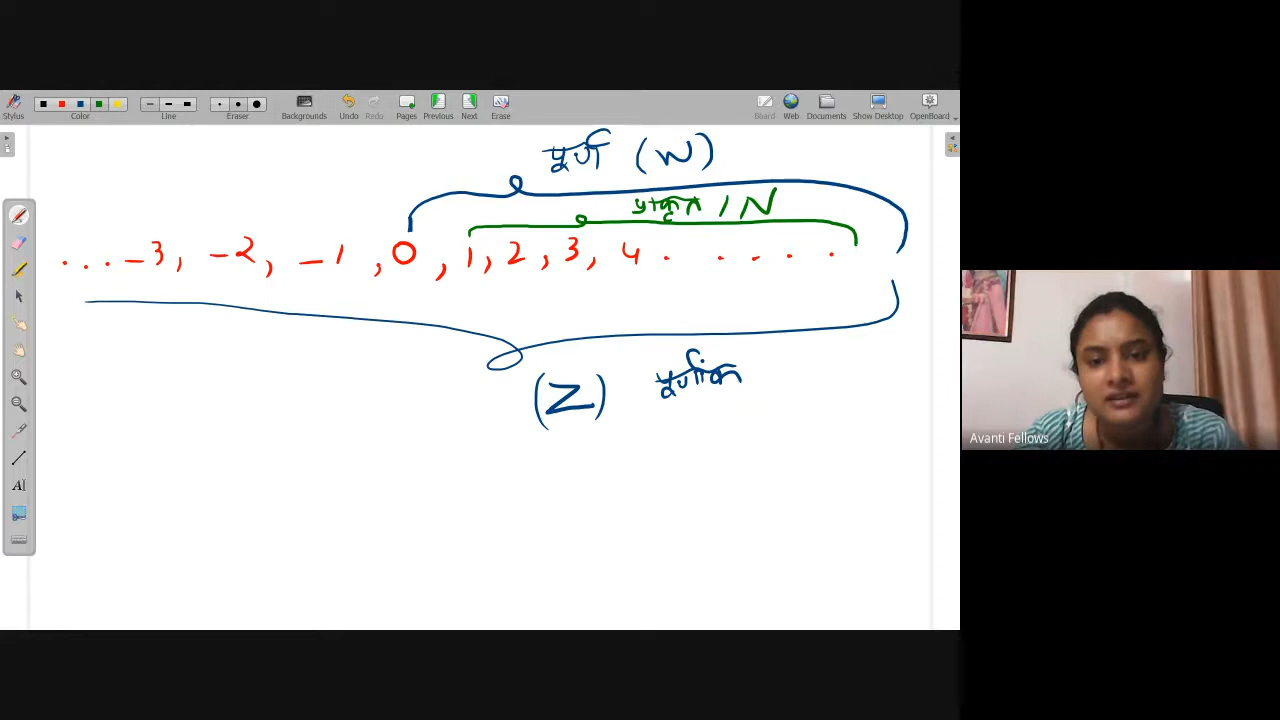 Stylus
Color
Line
Eraser
Backgrounds
Undo
Redo
Pages
Previous
Next
Erase
Board
Web
Documents
Show Desktop
OpenBoard
पूर्ण (W)
/ N
... -3, -2, -1, 0, 1, 2, 3, 4 . . . . .
(Z) पूर्णांक
Avanti Fellows